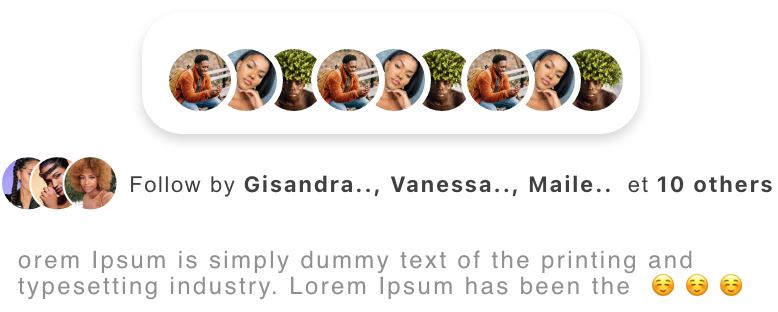 Follow by Gisandra.., Vanessa.., Maile.. et 10 others
orem Ipsum is simply dummy text of the printing and
typesetting industry. Lorem Ipsum has been the ☺️ ☺️ ☺️